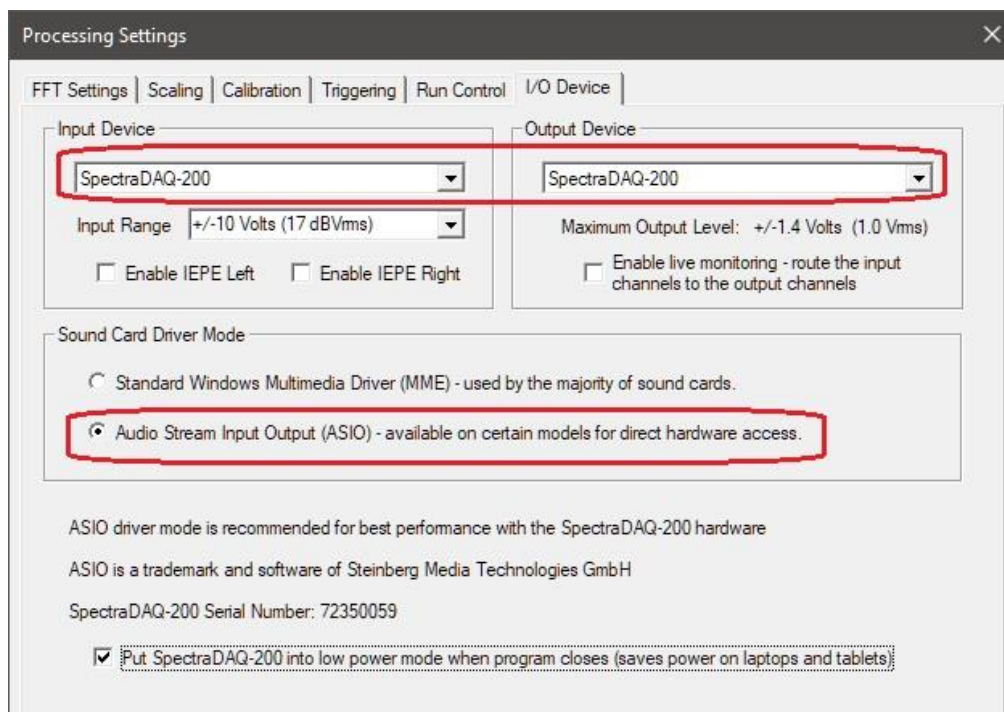 Processing Settings
FFT Settings
Scaling
Calibration
Triggering
Run Control
I/O Device
Input Device
SpectraDAQ-200
Input Range
+/-10 Volts (17 dBVrms)
Enable IEPE Left
Enable IEPE Right
Output Device
SpectraDAQ-200
Maximum Output Level: +/-1.4 Volts (1.0 Vrms)
Enable live monitoring - route the input
channels to the output channels
Sound Card Driver Mode
Standard Windows Multimedia Driver (MME) - used by the majority of sound cards.
Audio Stream Input Output (ASIO) - available on certain models for direct hardware access.
ASIO driver mode is recommended for best performance with the SpectraDAQ-200 hardware
ASIO is a trademark and software of Steinberg Media Technologies GmbH
SpectraDAQ-200 Serial Number: 72350059
Put SpectraDAQ-200 into low power mode when program closes (saves power on laptops and tablets)